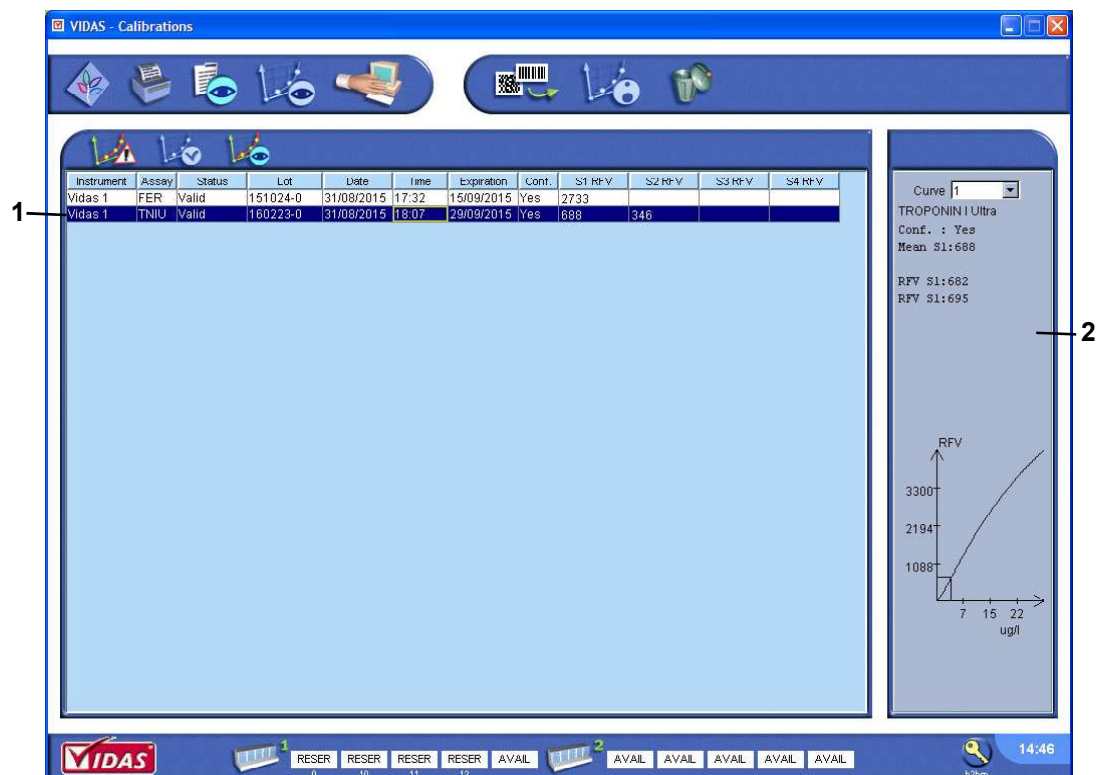 VIDAS - Calibrations
Instrument Assay Status Lot Date Time Expiration Conf. S1 RFV S2 RFV S3 RFV S4 RFV
Vidas 1 FER Valid 151024-0 31/08/2015 17:32 15/09/2015 Yes 2733
1
Vidas 1 TNIU Valid 160223-0 31/08/2015 18:07 29/09/2015 Yes 688 346
Curve 1
TROPONIN I Ultra
Conf. : Yes
Mean S1:688
RFV S1:682
RFV S1:695
2
RFV
3300
2194
1088
7 15 22
ug/l
VIDAS
1 RESER RESER RESER RESER AVAIL 2 AVAIL AVAIL AVAIL AVAIL AVAIL
14:46
9 10 11 12